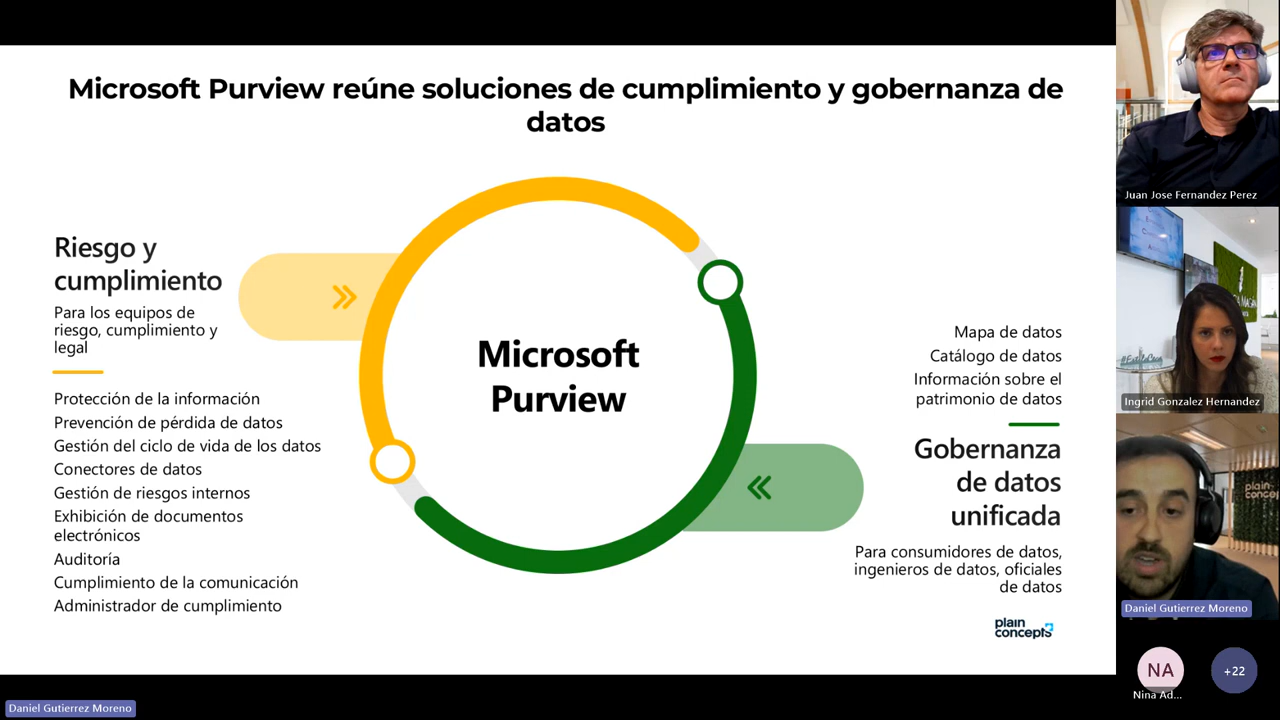 Microsoft Purview reúne soluciones de cumplimiento y gobernanza de
datos
Riesgo y
cumplimiento
Para los equipos de
riesgo, cumplimiento y
legal
Protección de la información
Prevención de pérdida de datos
Gestión del ciclo de vida de los datos
Conectores de datos
Gestión de riesgos internos
Exhibición de documentos
electrónicos
Auditoría
Cumplimiento de la comunicación
Administrador de cumplimiento
Microsoft
Purview
Mapa de datos
Catálogo de datos
Información sobre el
patrimonio de datos
Gobernanza
de datos
unificada
Para consumidores de datos,
ingenieros de datos, oficiales
de datos
plain
concepts
Daniel Gutierrez Moreno
Juan Jose Fernandez Perez
Ingrid Gonzalez Hernandez
plain
Daniel Gutierrez Moreno
NA
Nina Ad...
+22